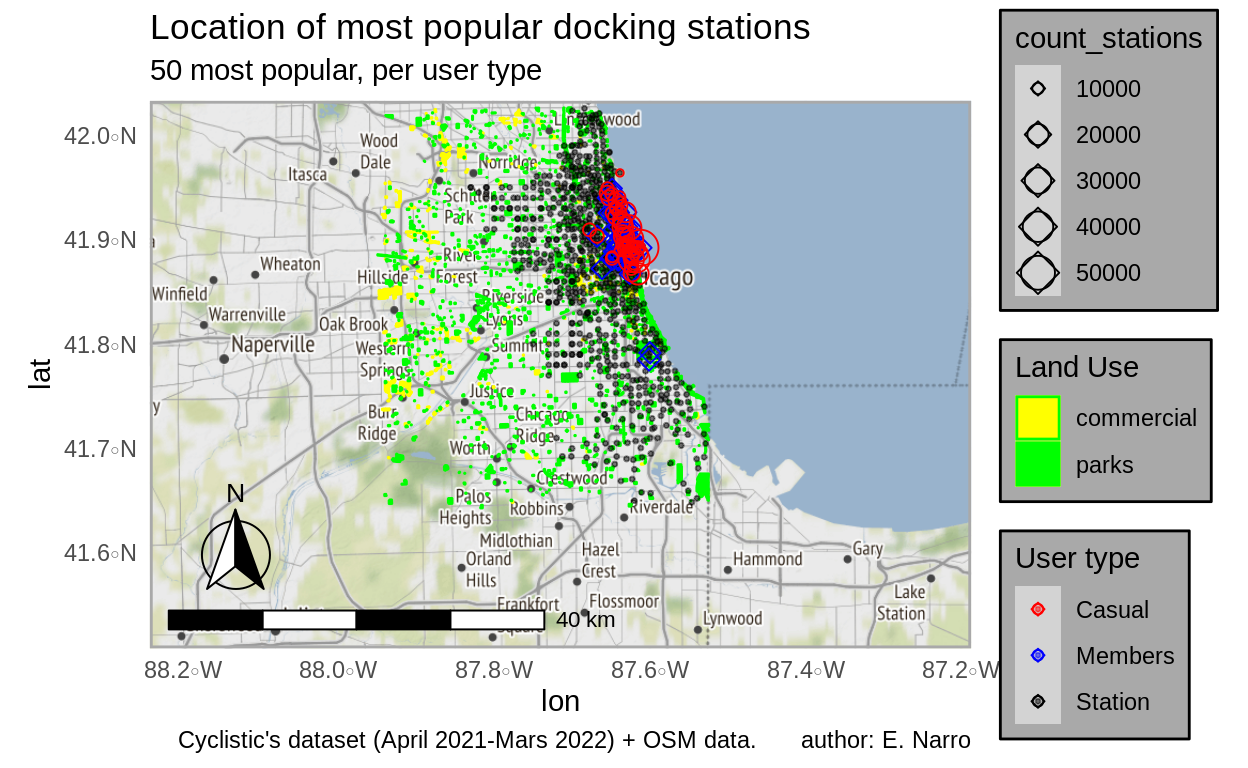 Location of most popular docking stations
50 most popular, per user type
42.0○N
41.9○N
41.8○N
41.7○N
41.6○N
lat
Wood
Dale
Itasca
Norridge
Schiller
Park
River
Forest
Wheaton
Hillside
Winfield
Warrenville
Oak Brook
Riverside
Lyons
Naperville
Western
Springs
Summit
Justice
Burr
Ridge
Chicago
Ridge
Worth
Crestwood
Palos
Heights
Robbins
Riverdale
Midlothian
Orland
Hills
Hazel
Crest
Hammond
Gary
Lake
Station
Frankfort
Square
Flossmoor
Lynwood
N
40 km
88.2○W
88.0○W
87.8○W
87.6○W
87.4○W
87.2○W
lon
Cyclistic's dataset (April 2021-Mars 2022) + OSM data. author: E. Narro
count_stations
10000
20000
30000
40000
50000
Land Use
commercial
parks
User type
Casual
Members
Station